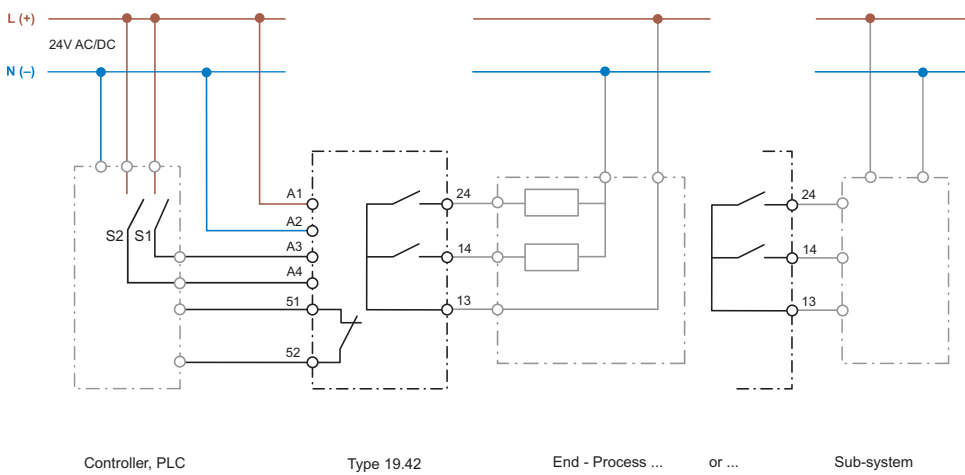 L (+)
24V AC/DC
N (–)
A1
24
24
A2
S2 S1
A3
14
14
A4
51
13
13
52
Controller, PLC
Type 19.42
End - Process ...
or ...
Sub-system